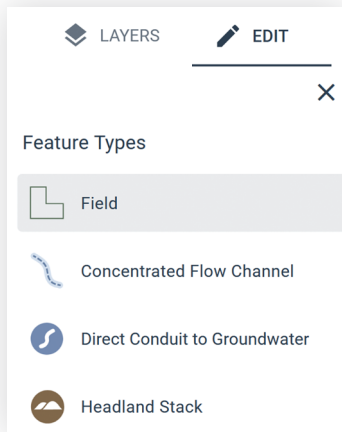 LAYERS
EDIT
Feature Types
Field
Concentrated Flow Channel
Direct Conduit to Groundwater
Headland Stack